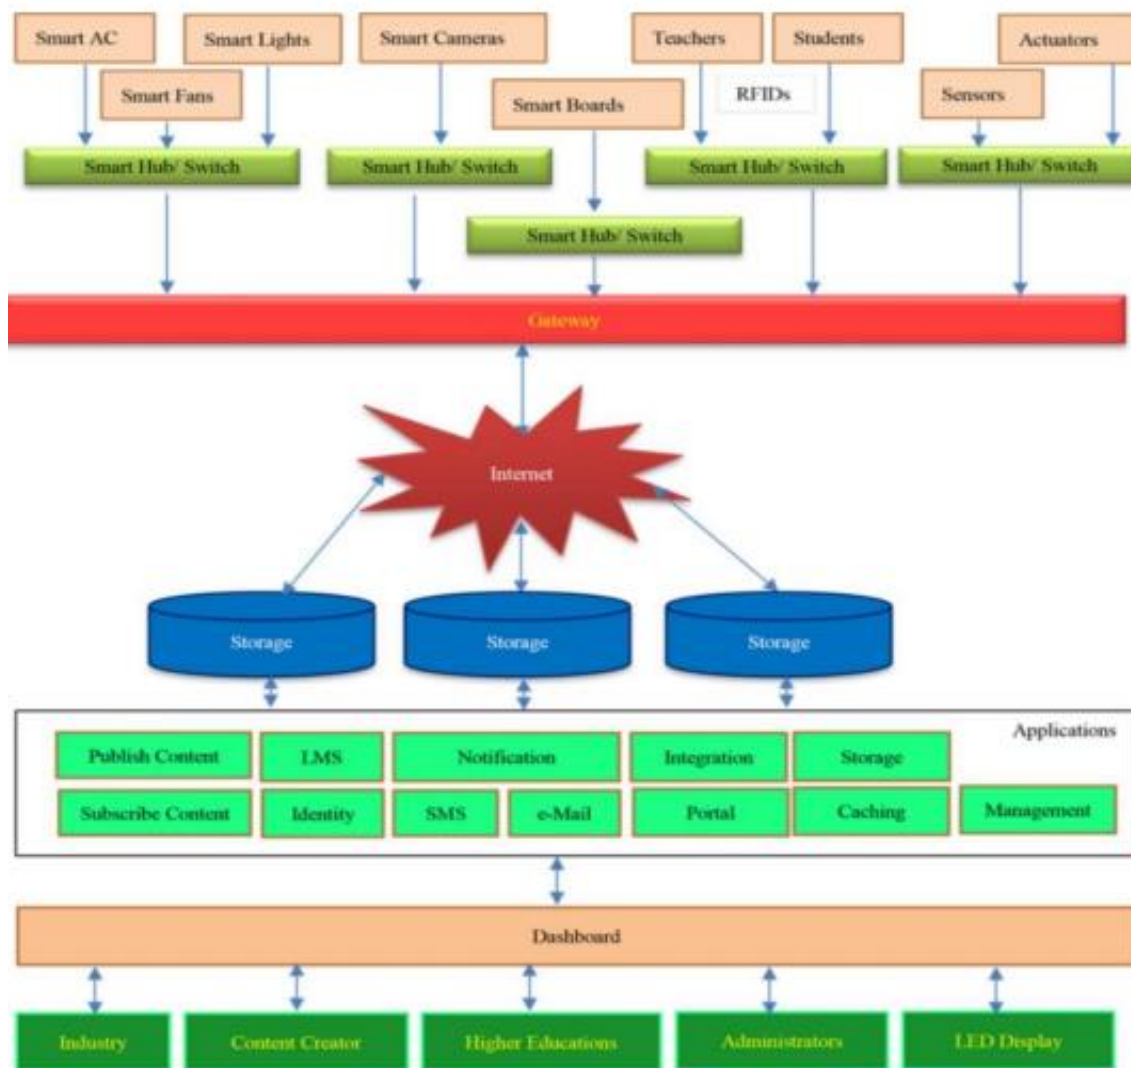 Smart AC
Smart Lights
Smart Cameras
Teachers
Students
Actuators
Smart Fans
Smart Boards
RFIDs
Sensors
Smart Hub/ Switch
Smart Hub/ Switch
Smart Hub/ Switch
Smart Hub/ Switch
Smart Hub/ Switch
Gateway
Internet
Storage
Storage
Storage
Applications
Publish Content
LMS
Notification
Integration
Storage
Subscribe Content
Identity
SMS
e-Mail
Portal
Caching
Management
Dashboard
Industry
Content Creator
Higher Educations
Administrators
LED Display